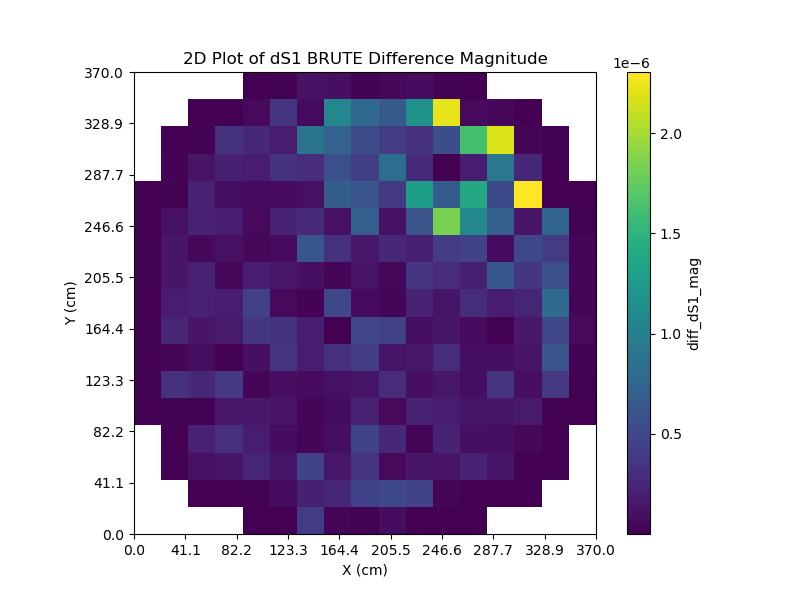 2D Plot of dS1 BRUTE Difference Magnitude
1e−6
370.0
328.9
287.7
246.6
205.5
164.4
123.3
82.2
41.1
0.0
Y (cm)
0.0 41.1 82.2 123.3 164.4 205.5 246.6 287.7 328.9 370.0
X (cm)
2.0
1.5
1.0
0.5
diff_dS1_mag